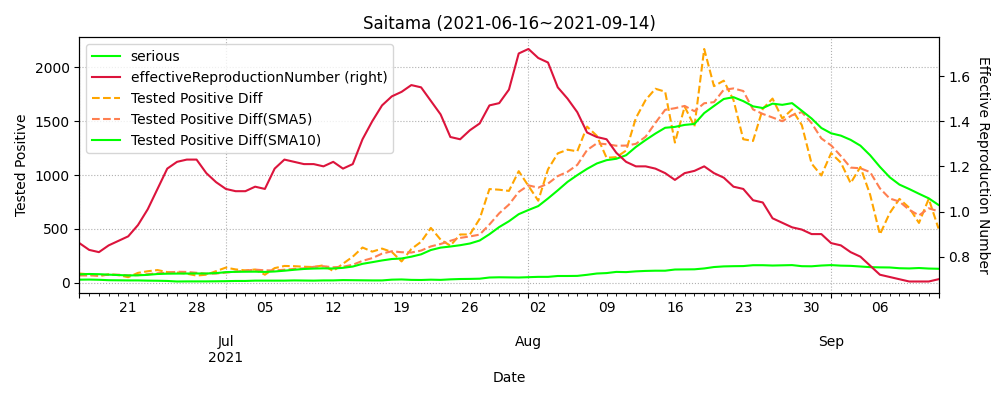 Saitama (2021-06-16~2021-09-14)
serious
effectiveReproductionNumber (right)
Tested Positive Diff
Tested Positive Diff(SMA5)
Tested Positive Diff(SMA10)
Tested Positive
2000
1500
1000
500
0
Effective Reproduction Number
1.6
1.4
1.2
1.0
0.8
21 28 05 12 19 26 02 09 16 23 30 06
Jul Aug Sep
2021
Date